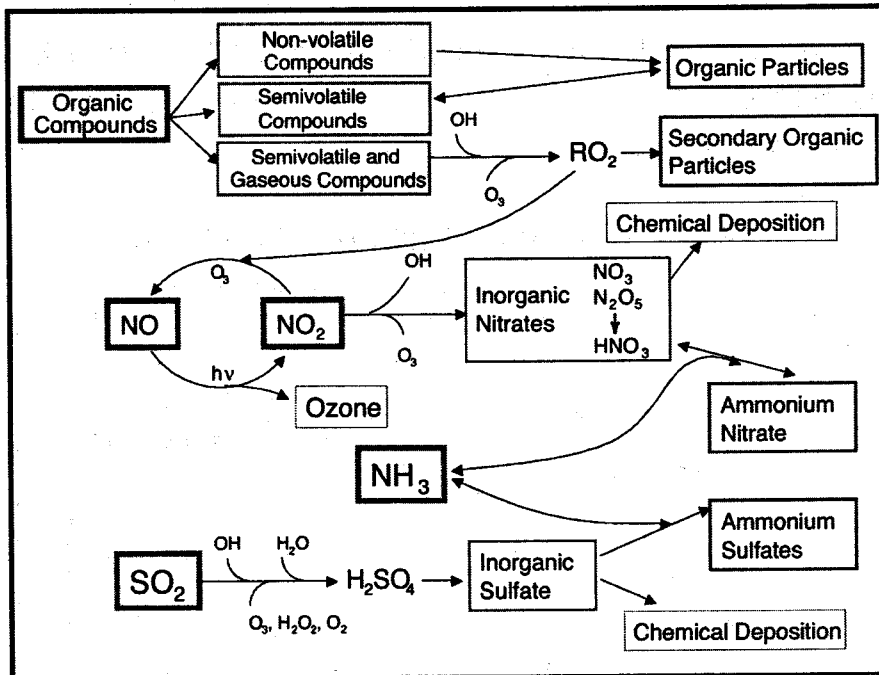 Non-volatile
Compounds
Organic Particles
Organic
Compounds
Semivolatile
Compounds
OH
Semivolatile and
Gaseous Compounds
O₃
RO₂
Secondary Organic
Particles
Chemical Deposition
O₃
OH
NO
NO₂
O₃
Inorganic
Nitrates
NO₃
N₂O₅
HNO₃
hν
Ozone
Ammonium
Nitrate
NH₃
Ammonium
Sulfates
OH
H₂O
SO₂
O₃, H₂O₂, O₂
H₂SO₄
Inorganic
Sulfate
Chemical Deposition